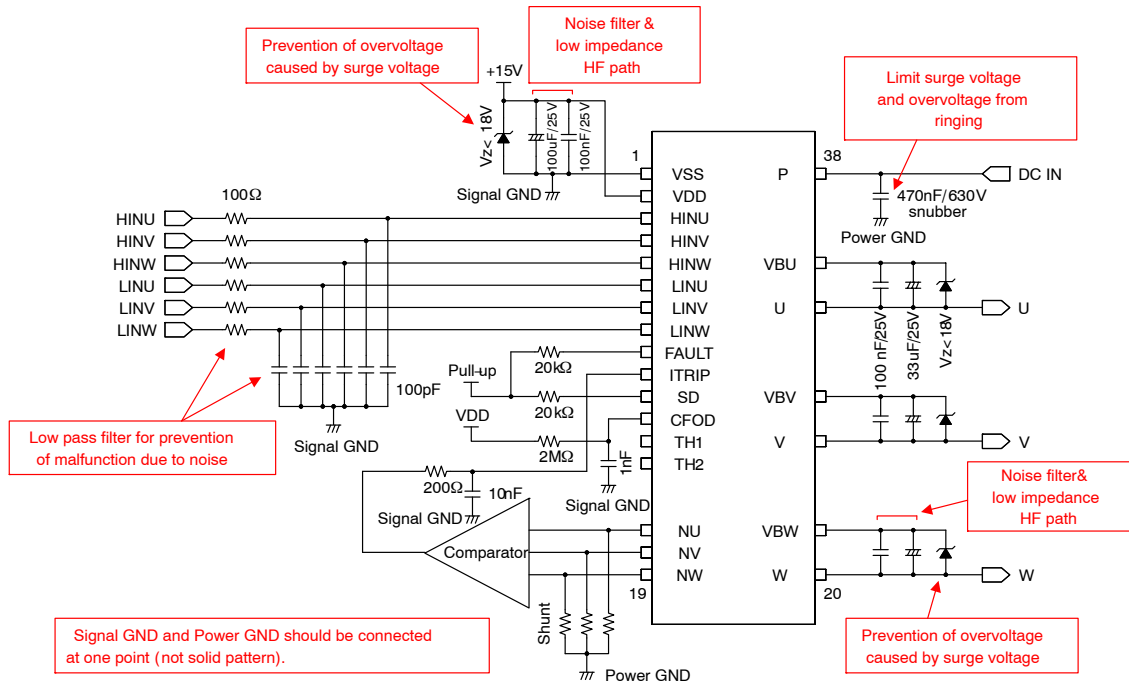 Noise filter &
low impedance
HF path
Prevention of overvoltage
caused by surge voltage
+15V
Limit surge voltage
and overvoltage from
ringing
Vz< 18V
100uF/25V
100nF/25V
1
38
VSS
P
DC IN
Signal GND
VDD
470nF/630V
snubber
Power GND
100Ω
HINU
HINU
HINV
HINV
HINW
HINW
VBU
LINU
LINU
LINV
LINV
U
U
LINW
LINW
100 nF/25V
33uF/25V
Vz<18V
FAULT
20kΩ
Pull-up
ITRIP
100pF
SD
VBV
20kΩ
VDD
CFOD
Signal GND
TH1
V
V
2MΩ
1nF
TH2
Low pass filter for prevention
of malfunction due to noise
200Ω
10nF
Signal GND
Signal GND
Noise filter&
low impedance
HF path
NU
VBW
Comparator
NV
NW
W
W
19
20
Shunt
Signal GND and Power GND should be connected
at one point (not solid pattern).
Prevention of overvoltage
caused by surge voltage
Power GND